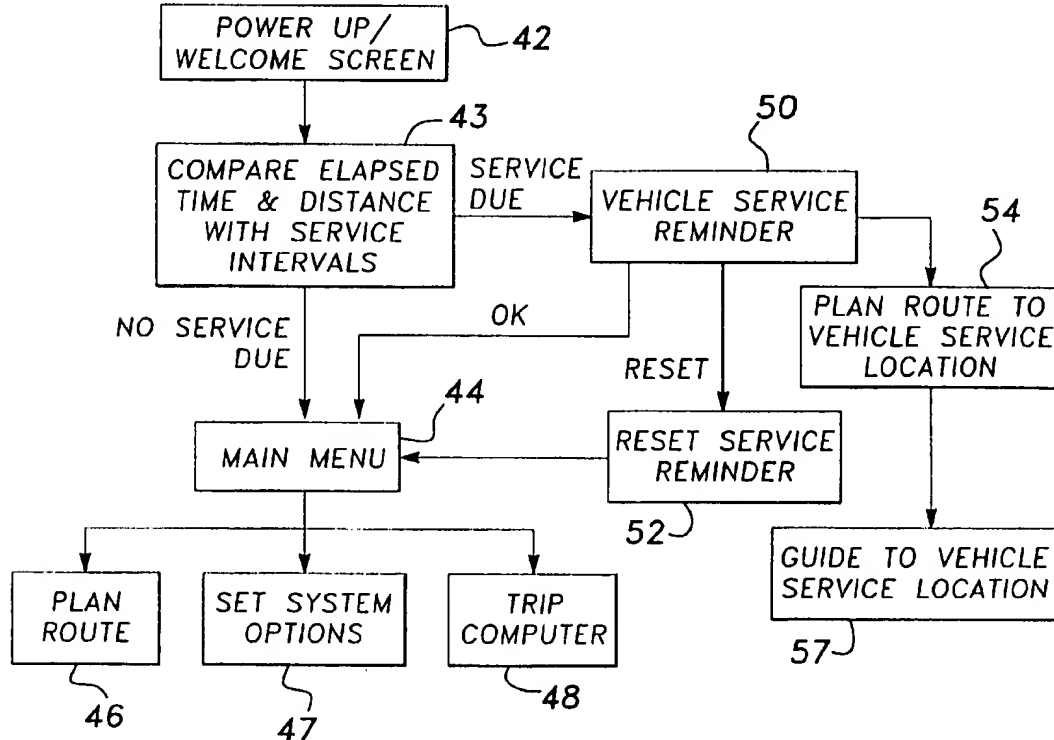 POWER UP/
WELCOME SCREEN
42
43
COMPARE ELAPSED
TIME & DISTANCE
WITH SERVICE
INTERVALS
SERVICE
DUE
50
VEHICLE SERVICE
REMINDER
54
PLAN ROUTE TO
VEHICLE SERVICE
LOCATION
NO SERVICE
DUE
OK
RESET
44
MAIN MENU
RESET SERVICE
REMINDER
52
GUIDE TO VEHICLE
SERVICE LOCATION
57
PLAN
ROUTE
46
SET SYSTEM
OPTIONS
47
TRIP
COMPUTER
48